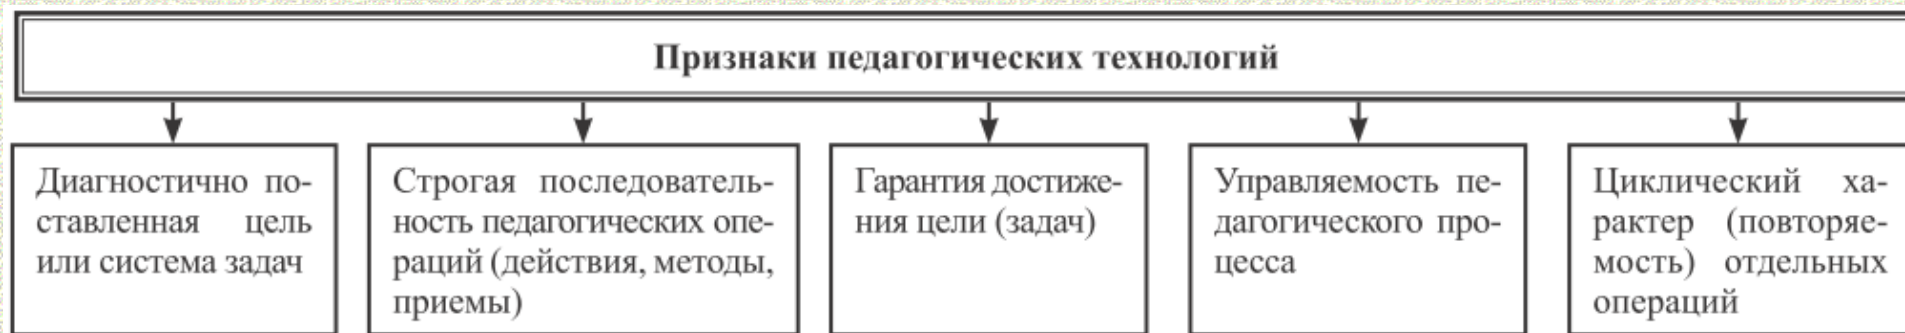 Признаки педагогических технологий
Диагностично по-
ставленная цель
или система задач
Строгая последователь-
ность педагогических опе-
раций (действия, методы,
приемы)
Гарантия достиже-
ния цели (задач)
Управляемость пе-
дагогического про-
цесса
Циклический ха-
рактер (повторяе-
мость) отдельных
операций